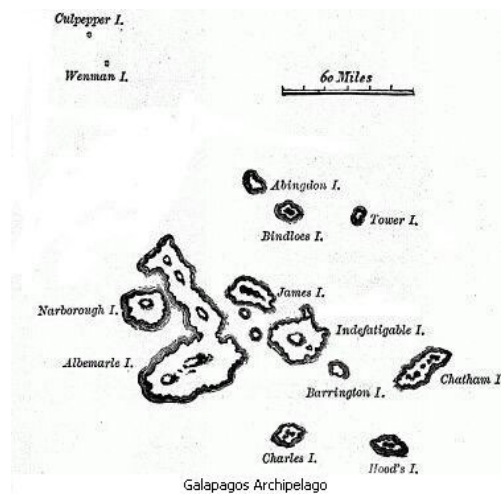 Culpepper I.
Wenman I.
60 Miles
Abingdon I.
Bindloes I.
Tower I.
Narborough I.
James I.
Indefatigable I.
Albemarle I.
Barrington I.
Chatham I
Charles I.
Hood's I.
Galapagos Archipelago